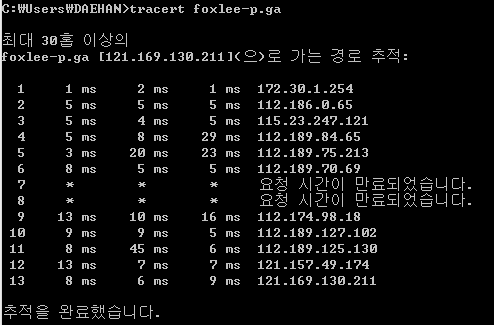 C:₩Users₩DAEHAN>tracert foxlee-p.ga
최대 30홉 이상의
foxlee-p.ga [121.169.130.211](으)로 가는 경로 추적:
1 1 ms 2 ms 1 ms 172.30.1.254
2 5 ms 5 ms 5 ms 112.186.0.65
3 5 ms 4 ms 5 ms 115.23.247.121
4 5 ms 8 ms 29 ms 112.189.84.65
5 3 ms 20 ms 23 ms 112.189.75.213
6 8 ms 5 ms 5 ms 112.189.70.69
7 * * * 요청 시간이 만료되었습니다.
8 * * * 요청 시간이 만료되었습니다.
9 13 ms 10 ms 16 ms 112.174.98.18
10 9 ms 9 ms 5 ms 112.189.127.102
11 8 ms 45 ms 6 ms 112.189.125.130
12 13 ms 7 ms 7 ms 121.157.49.174
13 8 ms 6 ms 9 ms 121.169.130.211
추적을 완료했습니다.